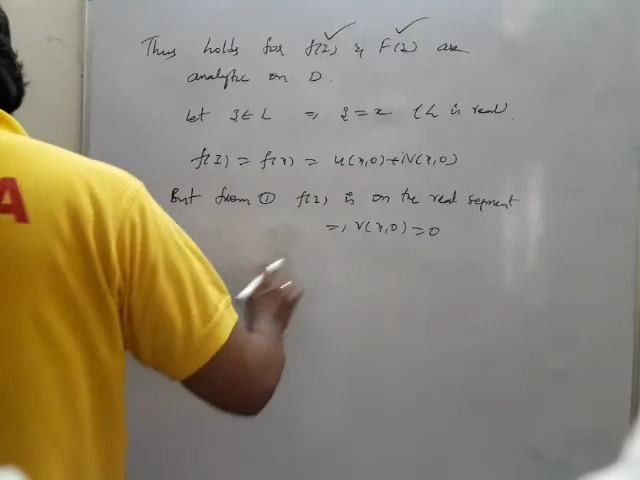 Thus holds for f(z) & F(z) are
analytic on D.
Let z ∈ L ⇒ z = x (L is real).
f(z) = f(x) = u(x,0) + iv(x,0)
But from ① f(z) is on the real segment
⇒ v(x,0) = 0
A